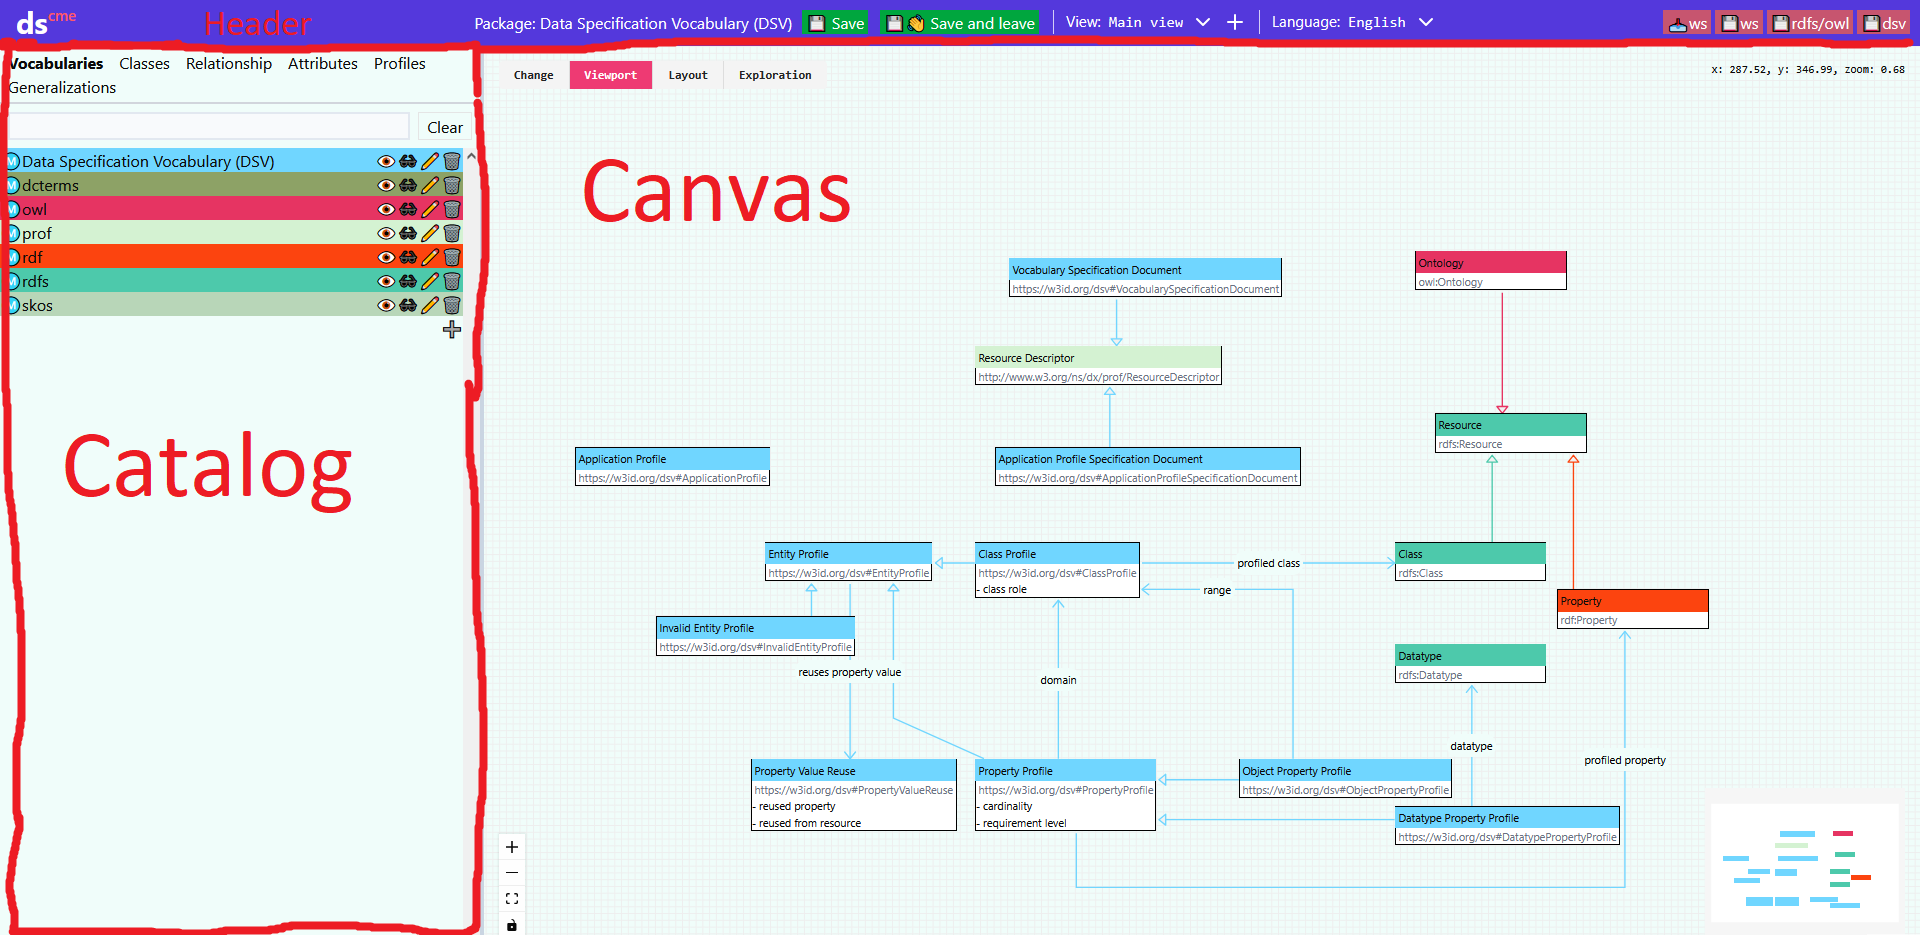 dscme
Header
Package: Data Specification Vocabulary (DSV)
Save
Save and leave
View: Main view
Language: English
ws
ws
rdfs/owl
dsv
Vocabularies Classes Relationship Attributes Profiles
Generalizations
Clear
Data Specification Vocabulary (DSV)
dcterms
owl
prof
rdf
rdfs
skos
Catalog
Change Viewport Layout Exploration
x: 287.52, y: 346.99, zoom: 0.68
Canvas
Vocabulary Specification Document
https://w3id.org/dsv#VocabularySpecificationDocument
Ontology
owl:Ontology
Resource Descriptor
http://www.w3.org/ns/dx/prof/ResourceDescriptor
Resource
rdfs:Resource
Application Profile
https://w3id.org/dsv#ApplicationProfile
Application Profile Specification Document
https://w3id.org/dsv#ApplicationProfileSpecificationDocument
Entity Profile
https://w3id.org/dsv#EntityProfile
Class Profile
https://w3id.org/dsv#ClassProfile
- class role
profiled class
range
Class
rdfs:Class
Property
rdf:Property
Invalid Entity Profile
https://w3id.org/dsv#InvalidEntityProfile
reuses property value
domain
Datatype
rdfs:Datatype
datatype
profiled property
Property Value Reuse
https://w3id.org/dsv#PropertyValueReuse
- reused property
- reused from resource
Property Profile
https://w3id.org/dsv#PropertyProfile
- cardinality
- requirement level
Object Property Profile
https://w3id.org/dsv#ObjectPropertyProfile
Datatype Property Profile
https://w3id.org/dsv#DatatypePropertyProfile